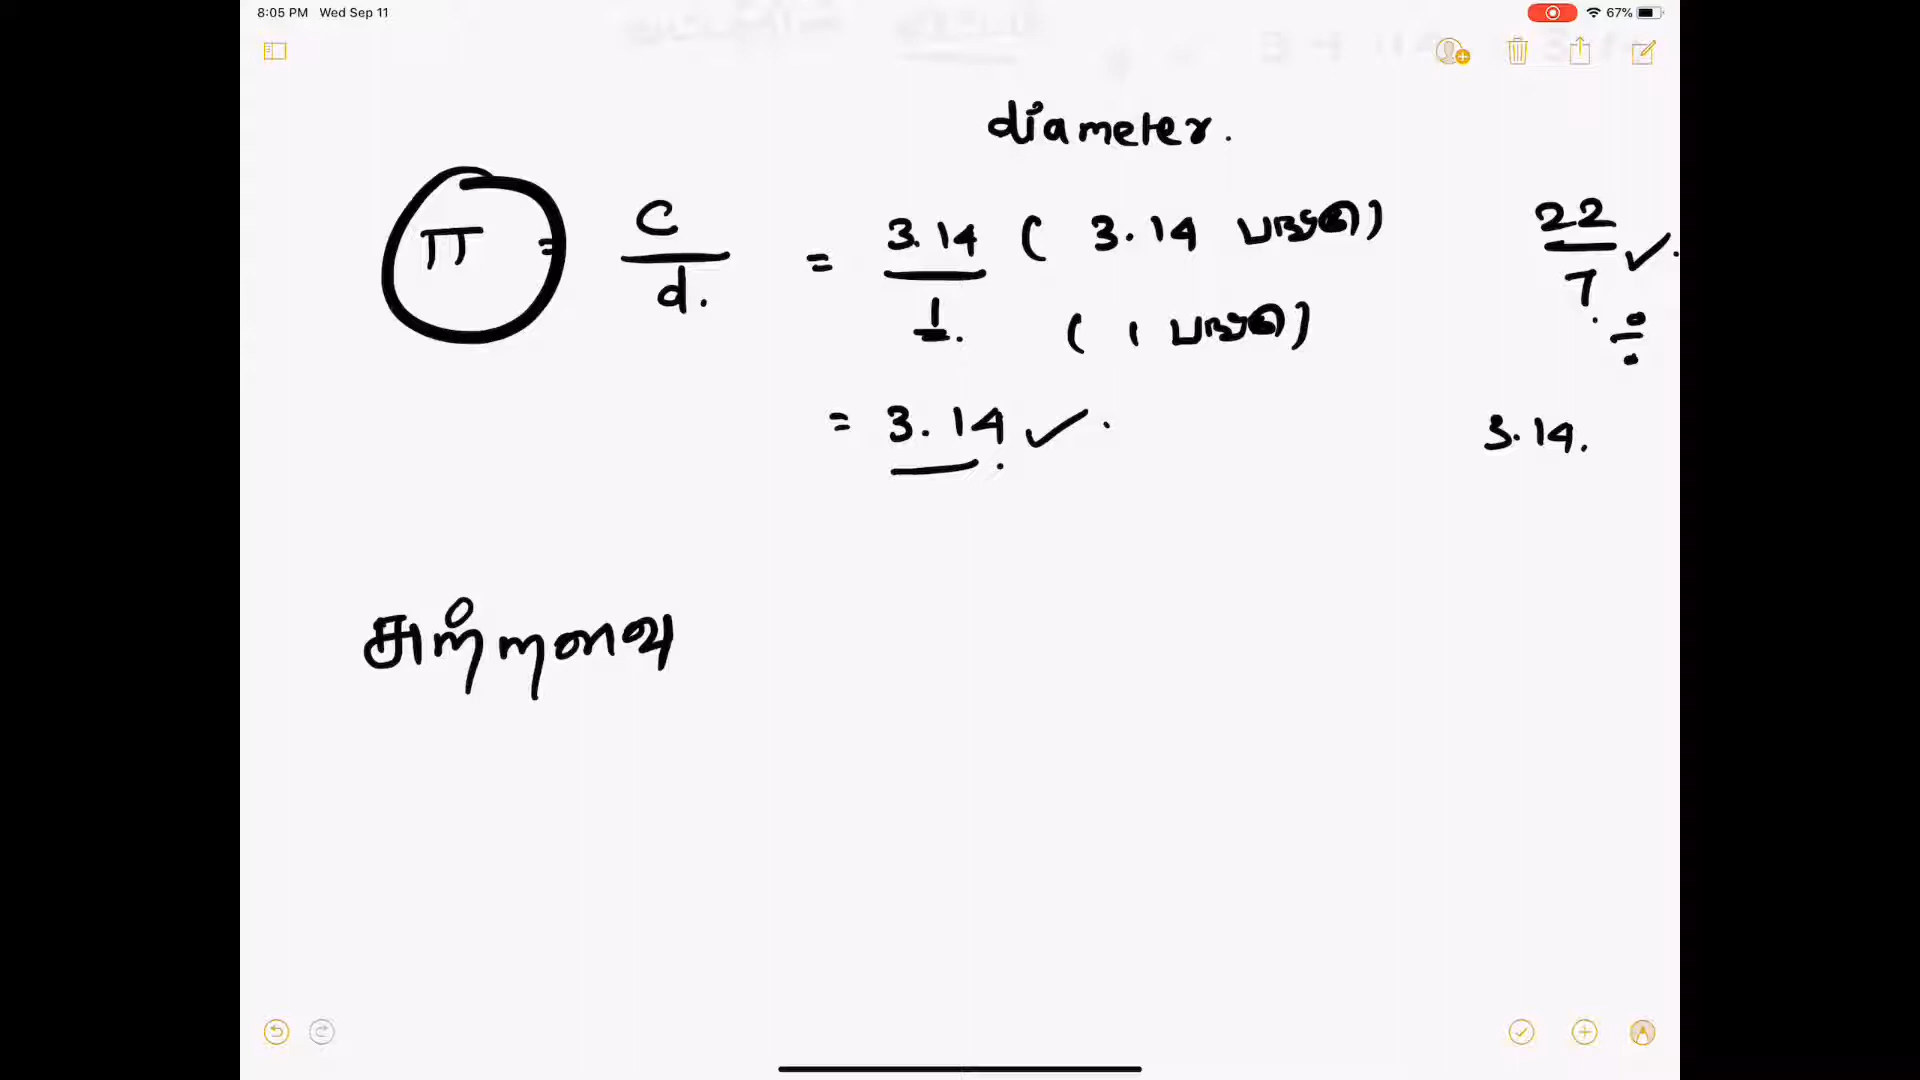 8:05 PM Wed Sep 11 67%
diameter.
π = C/d. = 3.14/1. ( 3.14 பங்கு) ( 1 பங்கு) 22/7 ✓. ÷
= 3.14 ✓. 3.14.
சுற்றளவு